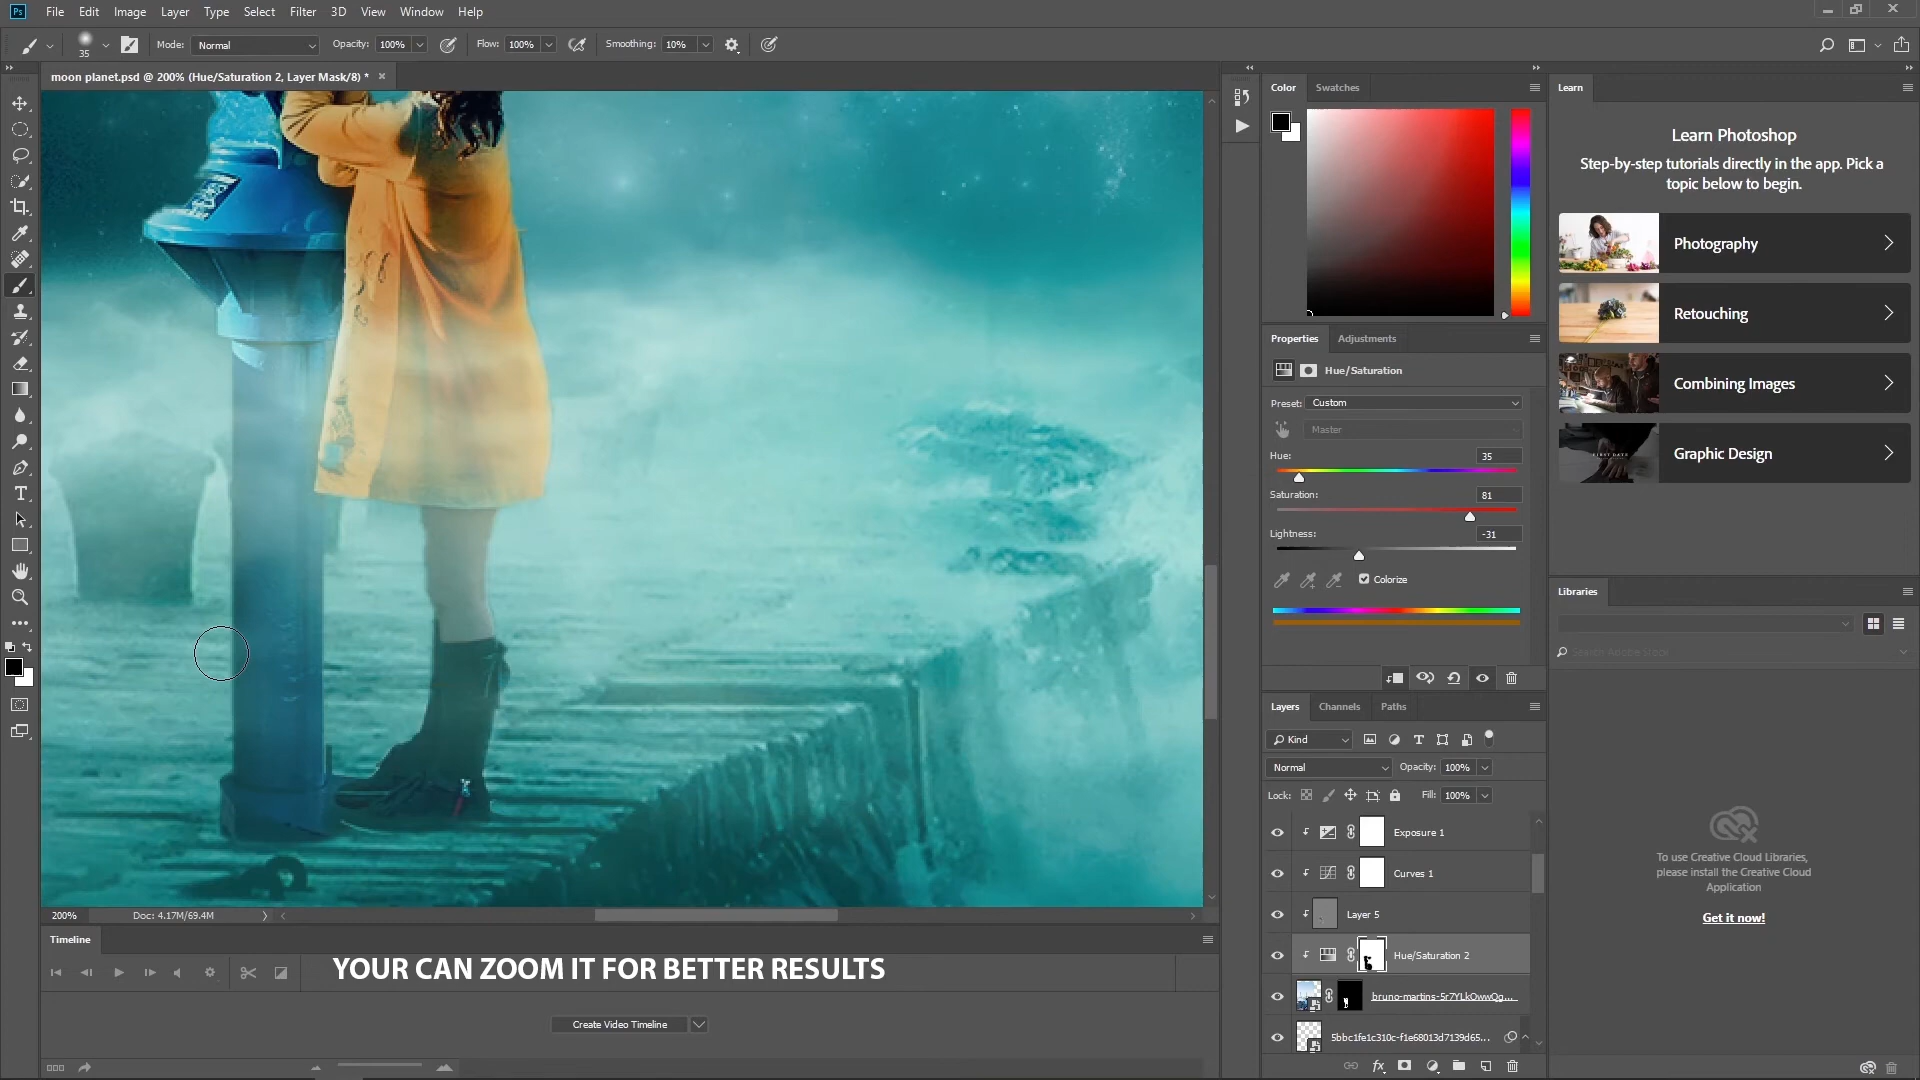 Ps File Edit Image Layer Type Select Filter 3D View Window Help
35 Mode: Normal Opacity: 100% Flow: 100% Smoothing: 10%
moon planet.psd @ 200% (Hue/Saturation 2, Layer Mask/8) *
Color Swatches
Learn
Learn Photoshop
Step-by-step tutorials directly in the app. Pick a
topic below to begin.
Photography
Retouching
Combining Images
Graphic Design
Properties Adjustments
Hue/Saturation
Preset: Custom
Master
Hue: 35
Saturation: 81
Lightness: -31
Colorize
Libraries
Search Adobe Stock
To use Creative Cloud Libraries,
please install the Creative Cloud
Application
Get it now!
Layers Channels Paths
Kind
Normal Opacity: 100%
Lock: Fill: 100%
Exposure 1
Curves 1
Layer 5
Hue/Saturation 2
bruno-martins-5r7YLkOwwQg...
5bbc1fe1c310c-f1e68013d7139d65...
fx
200% Doc: 4.17M/69.4M
Timeline
YOUR CAN ZOOM IT FOR BETTER RESULTS
Create Video Timeline